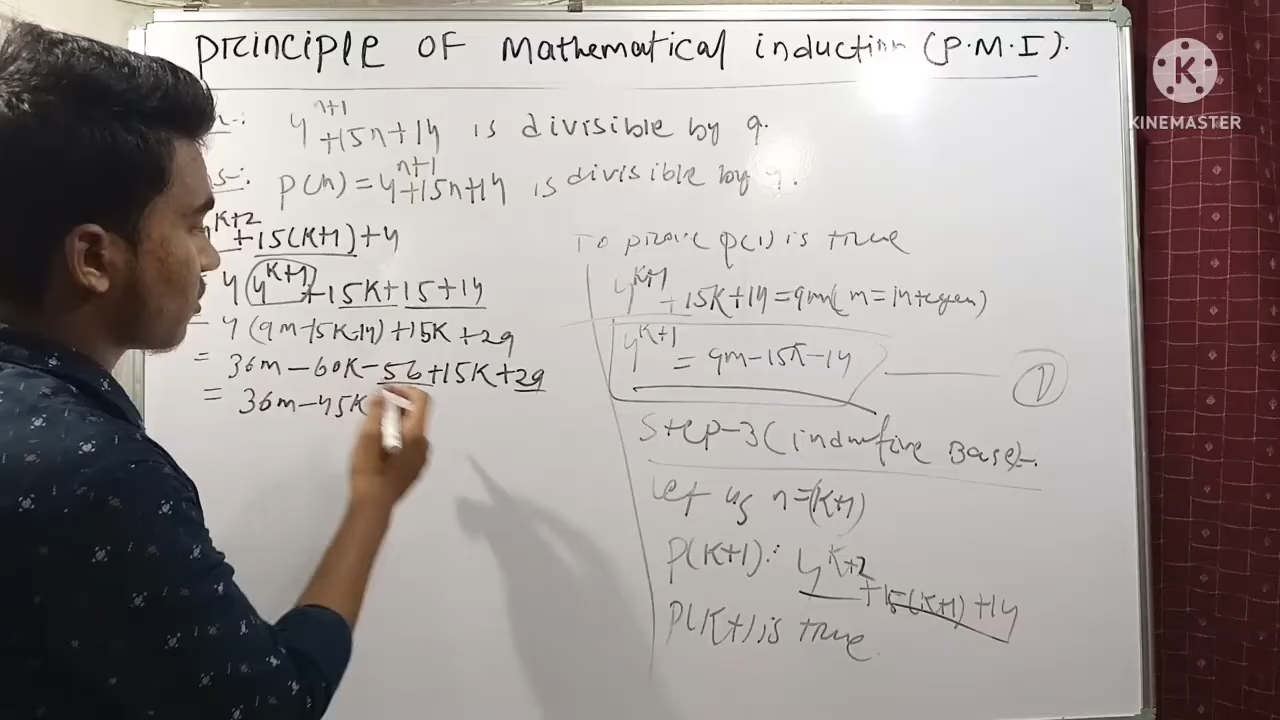 Principle OF Mathematical induction (P.M.I).
4^{n+1}+15n+14 is divisible by 9.
P(n) = 4^{n+1}+15n+14 is divisible by 9.
To prove P(1) is true
4^{K+2}+15(K+1)+4
= 4(4^{K+1}+15K+15+14
= 4(9m-15K-14)+15K+29
= 36m-60K-56+15K+29
= 36m-45K
4^{K+1}+15K+14=9m(m=integer)
4^{K+1}=9m-15K-14 ①
Step-3(inductive Base)-.
Let us n=(K+1)
P(K+1): 4^{K+2}+15(K+1)+14
P(K+1) is true.
KINEMASTER